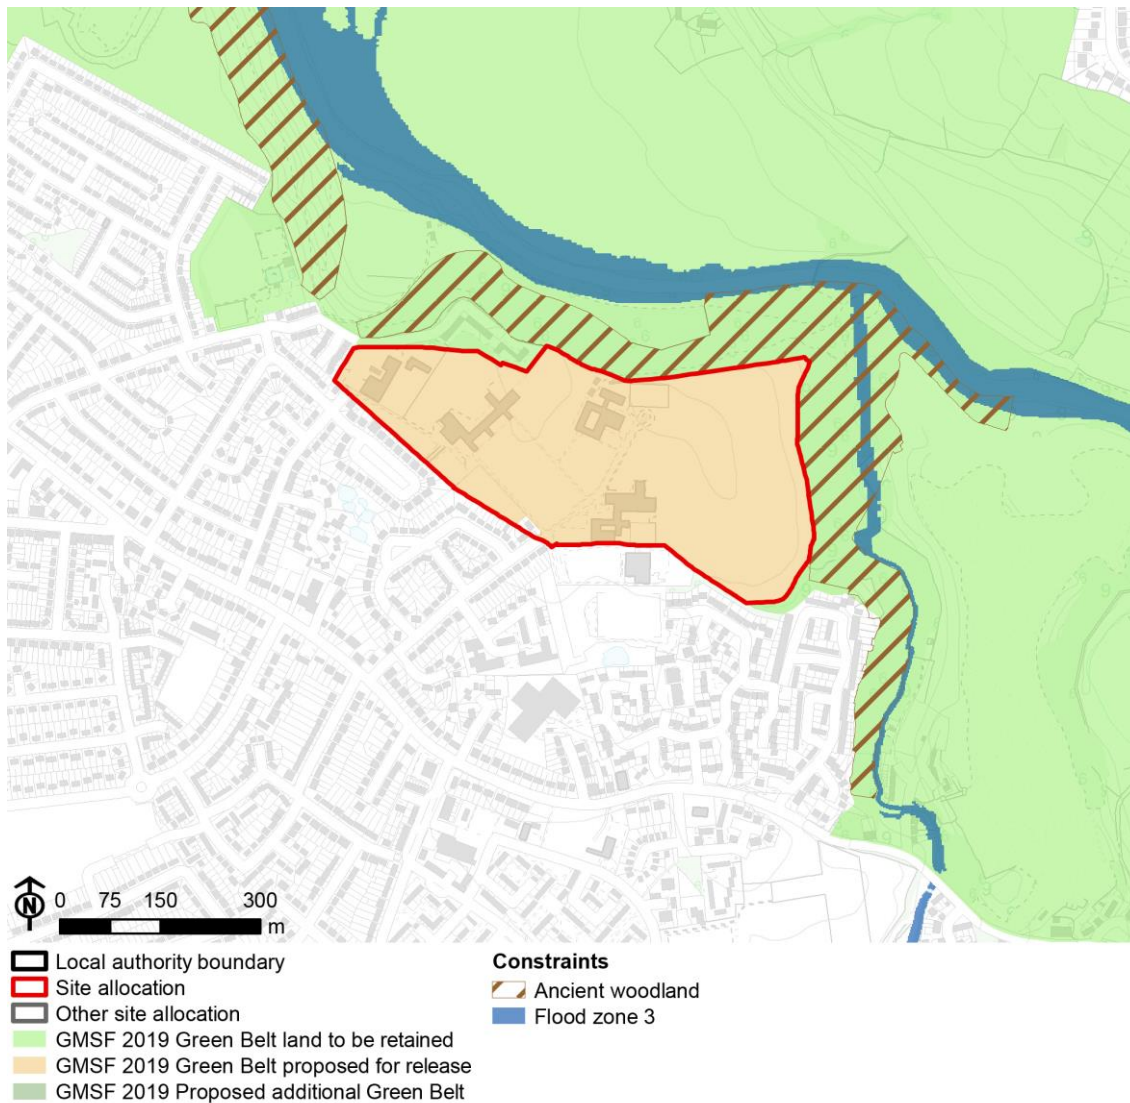 N
0 75 150 300
m
Local authority boundary
Site allocation
Other site allocation
GMSF 2019 Green Belt land to be retained
GMSF 2019 Green Belt proposed for release
GMSF 2019 Proposed additional Green Belt
Constraints
Ancient woodland
Flood zone 3